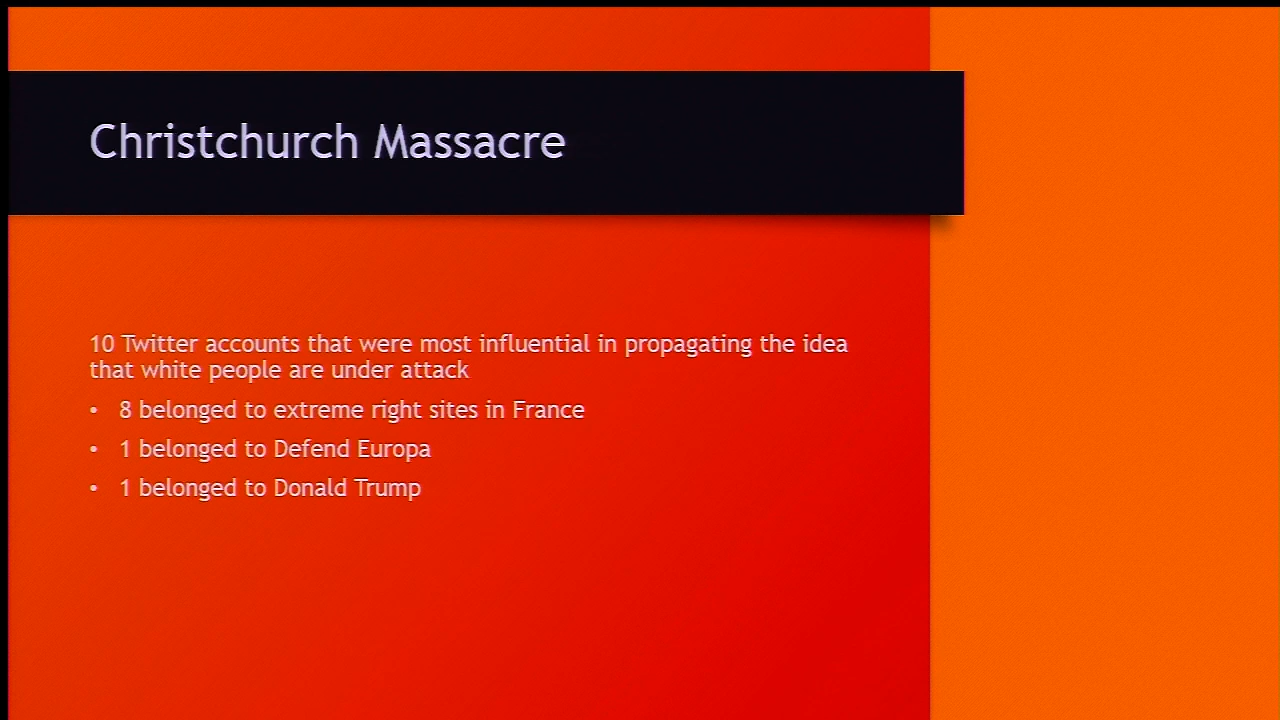 Christchurch Massacre
10 Twitter accounts that were most influential in propagating the idea
that white people are under attack
• 8 belonged to extreme right sites in France
• 1 belonged to Defend Europa
• 1 belonged to Donald Trump